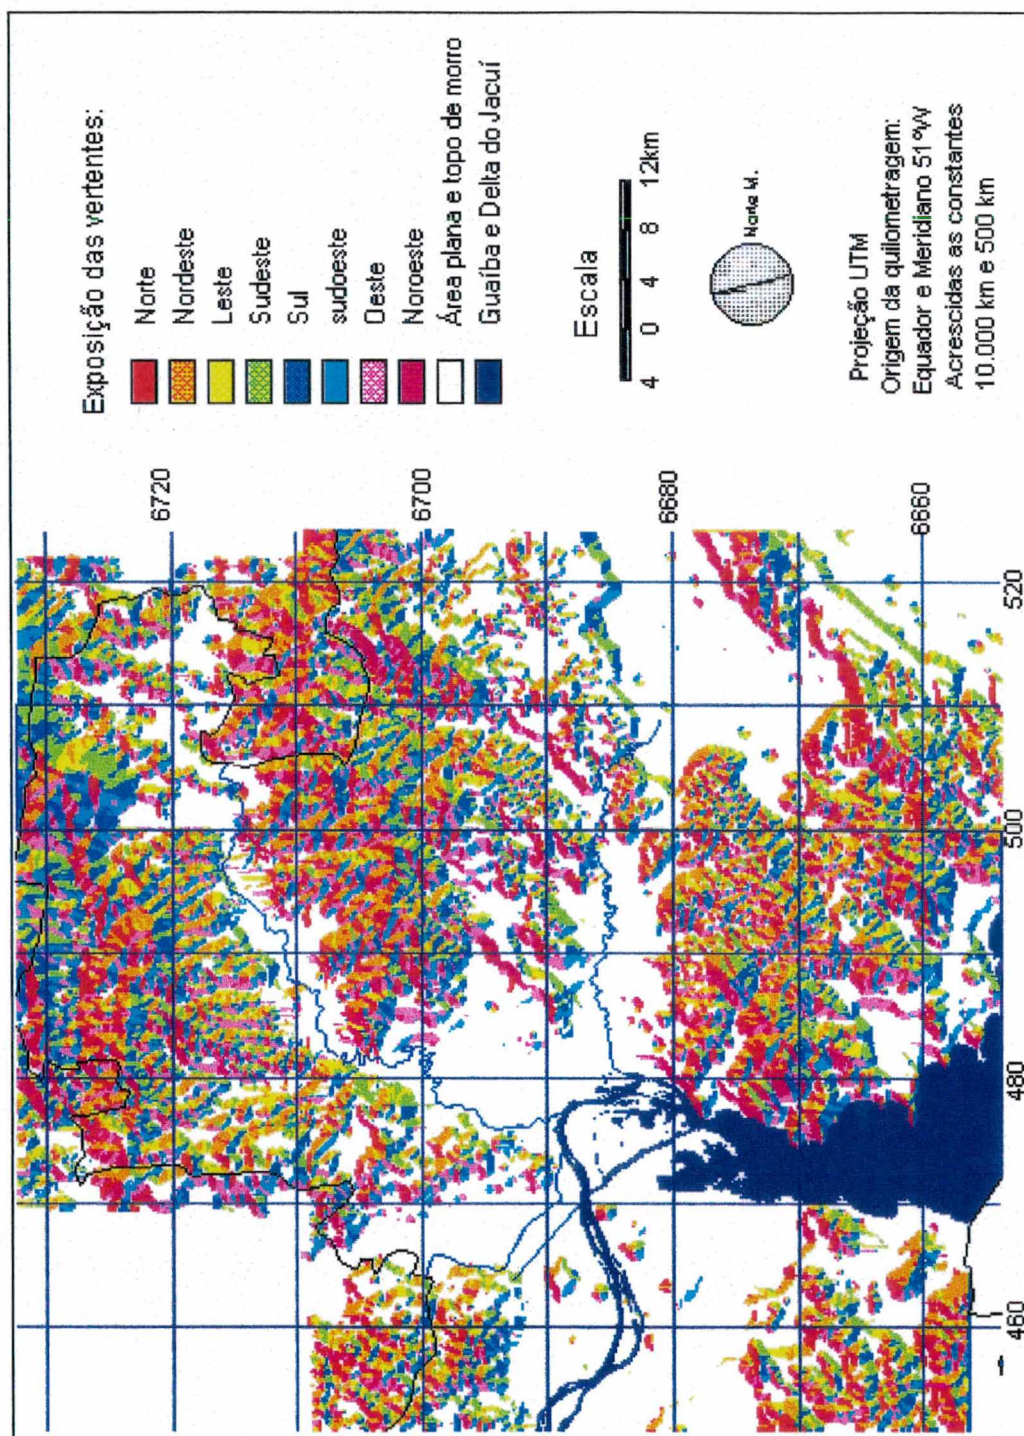 Exposição das vertentes:
Norte
Nordeste
Leste
Sudeste
Sul
sudoeste
Oeste
Noroeste
Área plana e topo de morro
Guaíba e Delta do Jacuí
Escala
4 0 4 8 12km
Norte M.
Projeção UTM
Origem da quilometragem:
Equador e Meridiano 51ºW
Acrescidas as constantes
10.000 km e 500 km
6720
6700
6680
6660
460
480
500
520